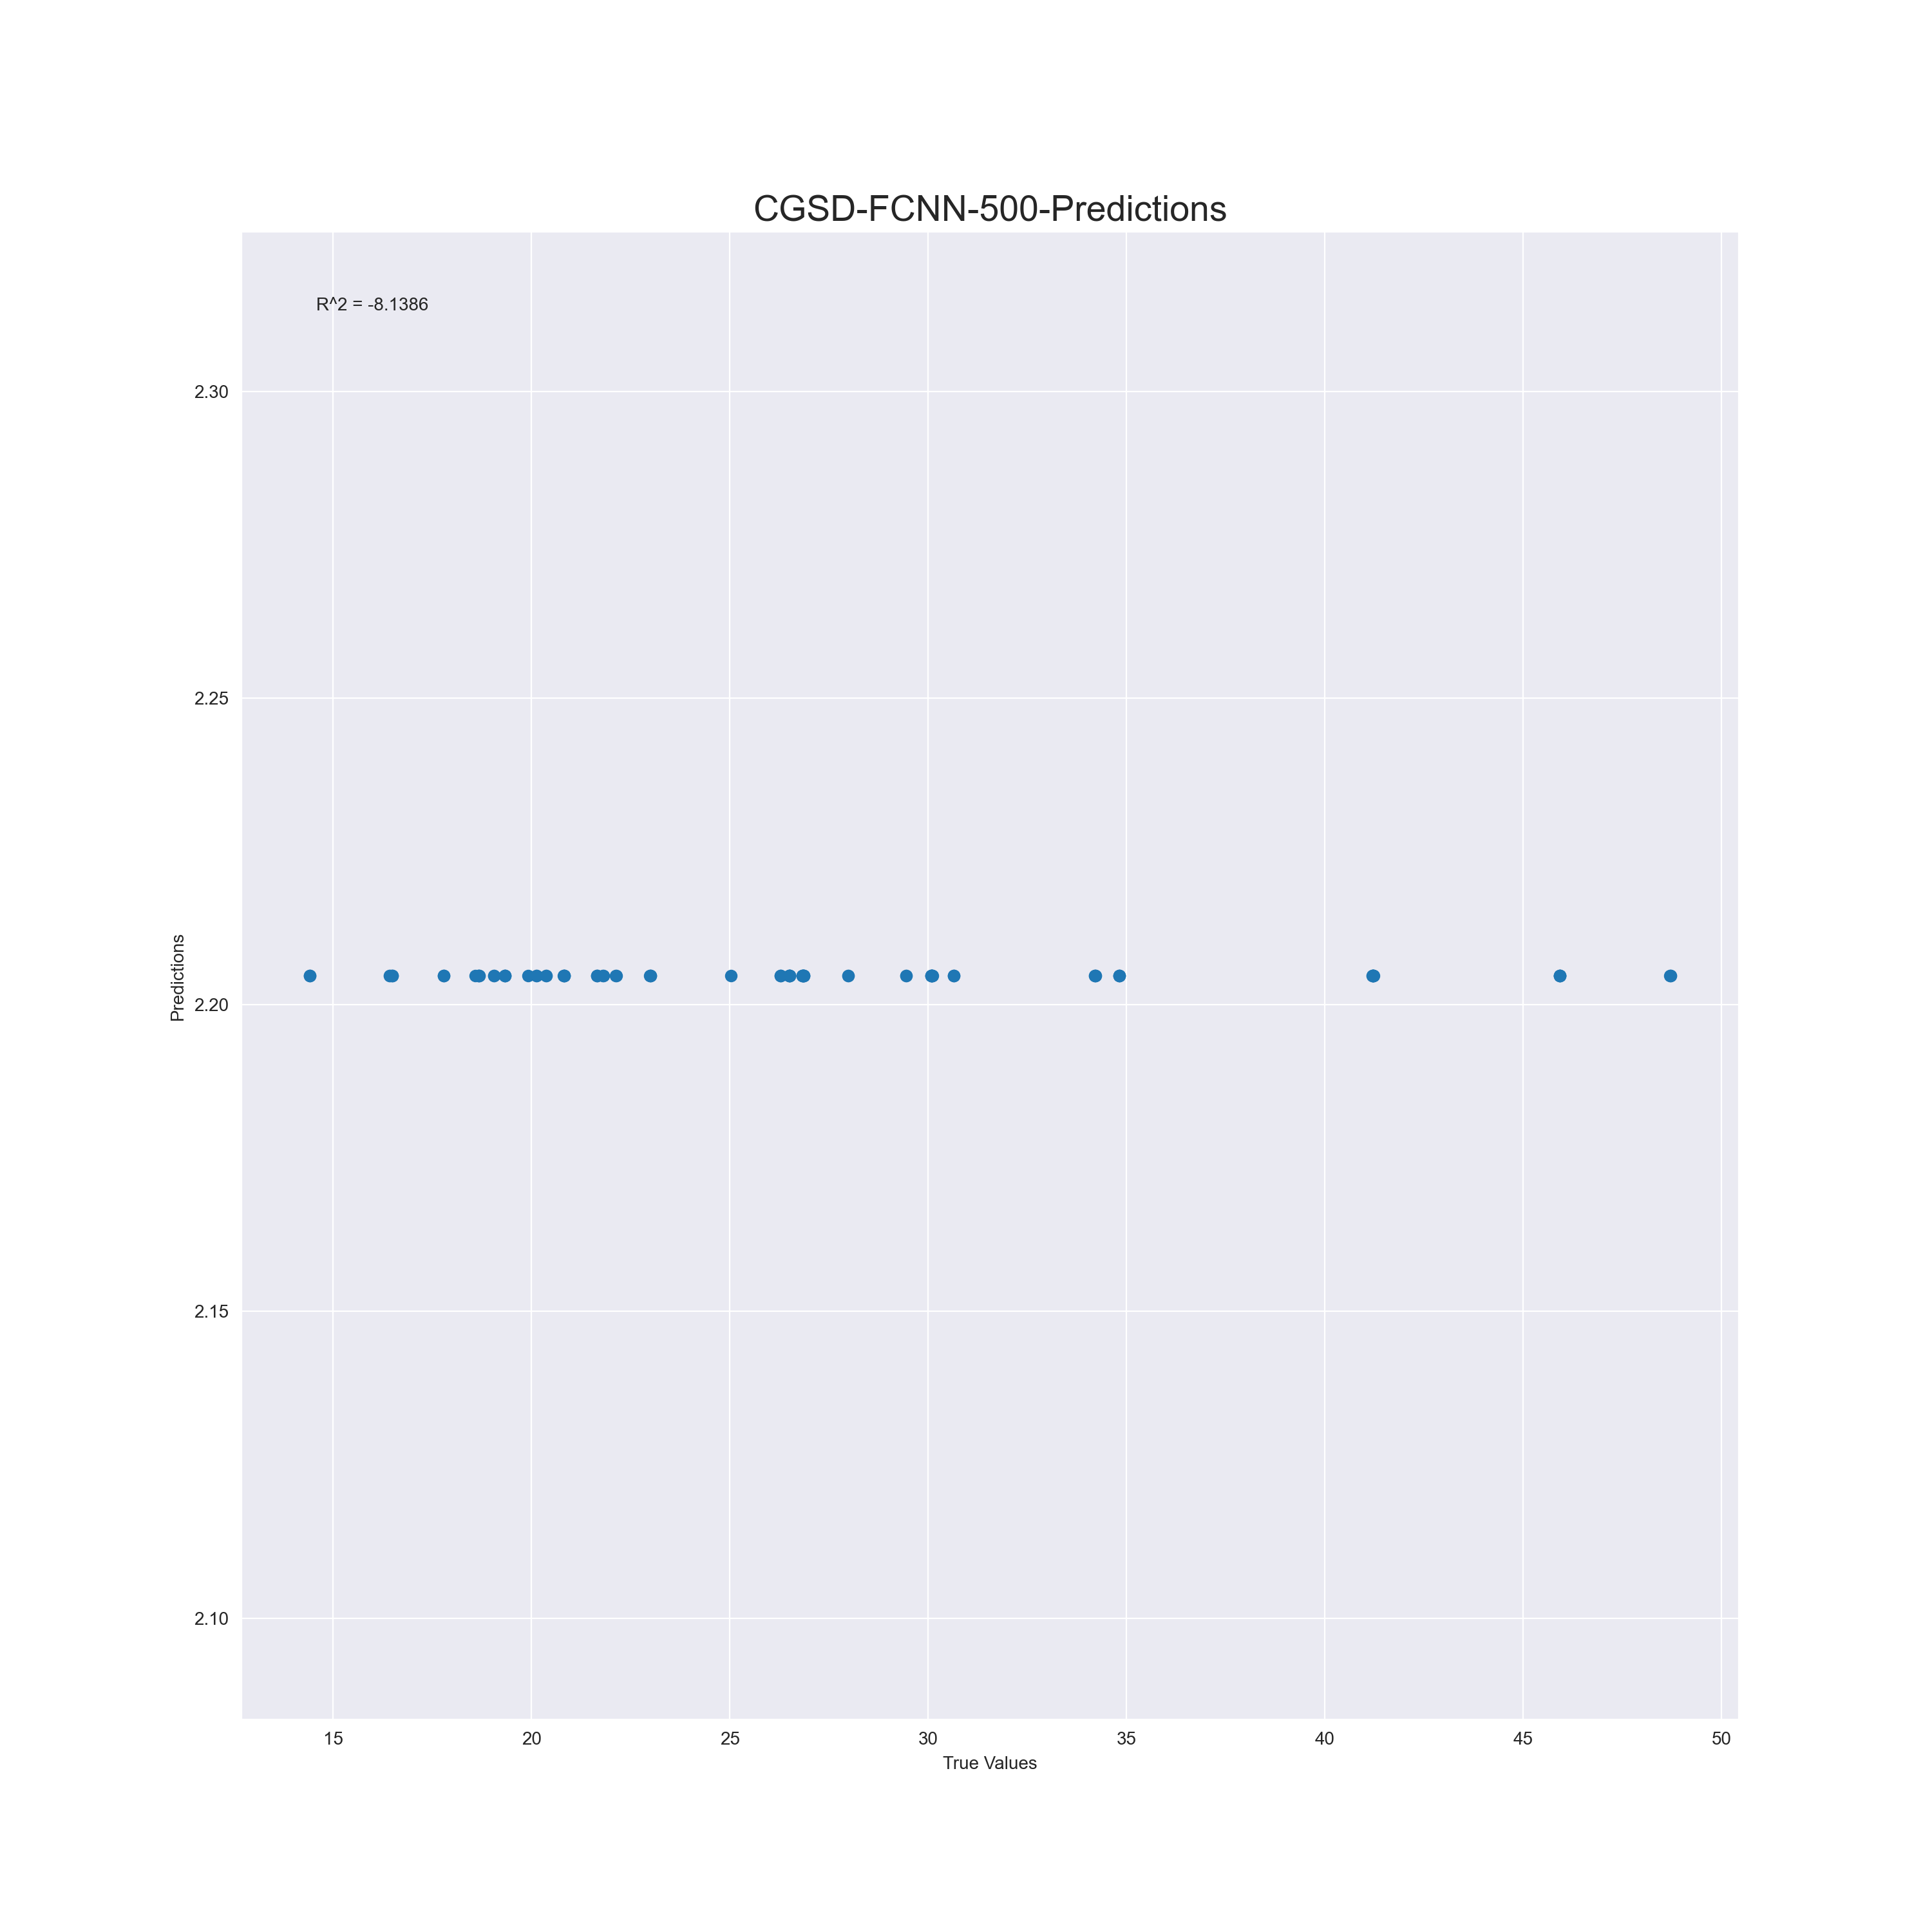 CGSD-FCNN-500-Predictions
R^2 = -8.1386
2.30
2.25
2.20
2.15
2.10
Predictions
15 20 25 30 35 40 45 50
True Values